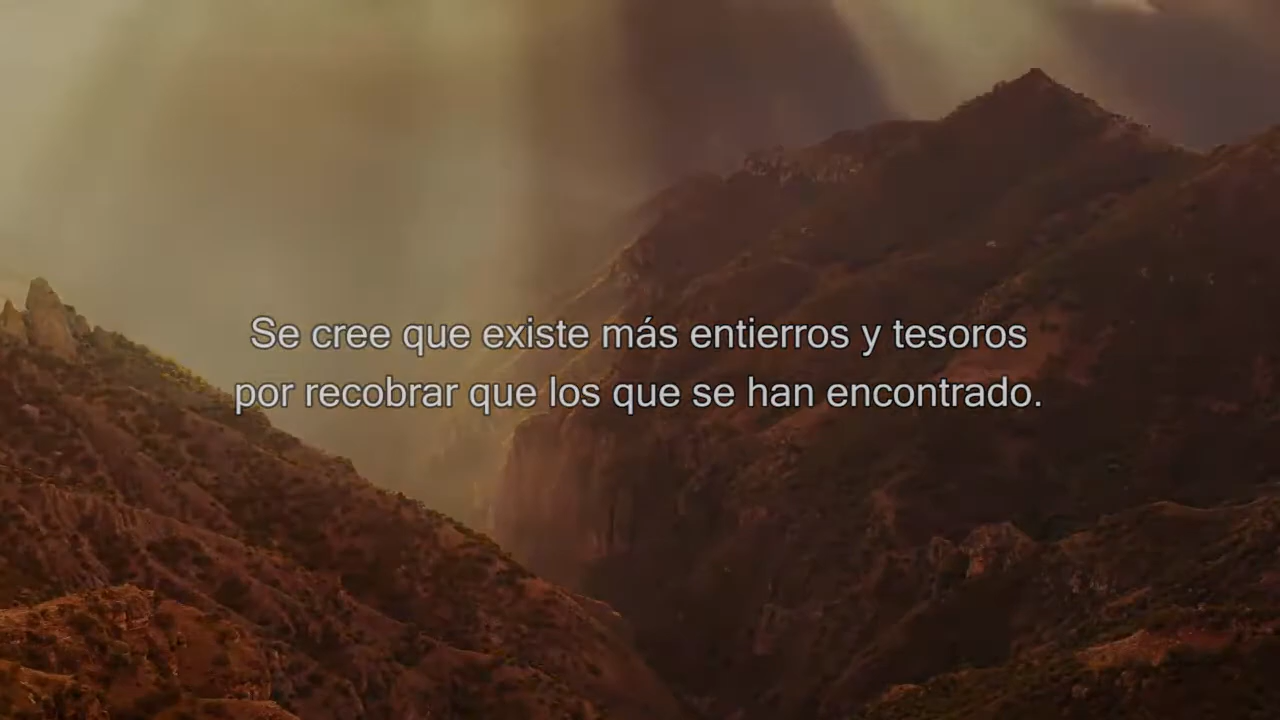 Se cree que existe más entierros y tesoros
por recobrar que los que se han encontrado.